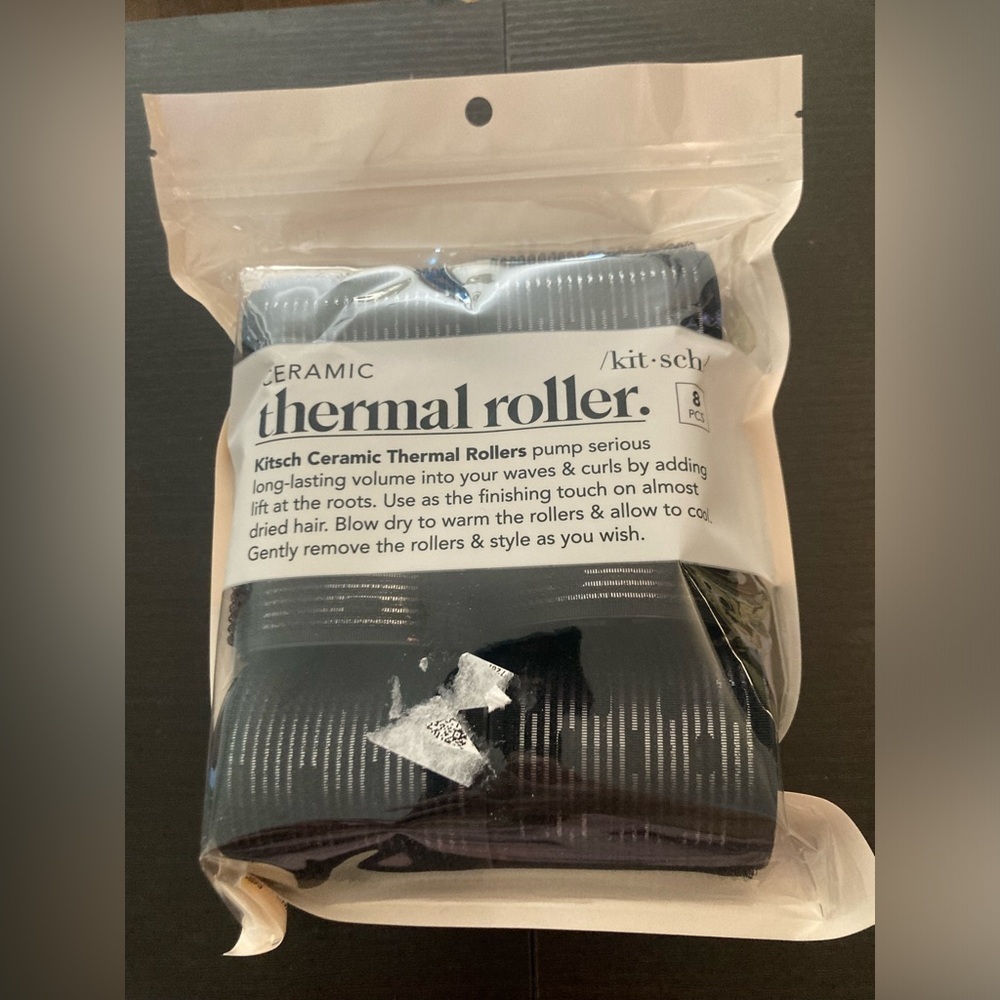 CERAMIC
/kit·sch/
thermal roller.
8
PCS
Kitsch Ceramic Thermal Rollers pump serious
long-lasting volume into your waves & curls by adding
lift at the roots. Use as the finishing touch on almost
dried hair. Blow dry to warm the rollers & allow to cool.
Gently remove the rollers & style as you wish.